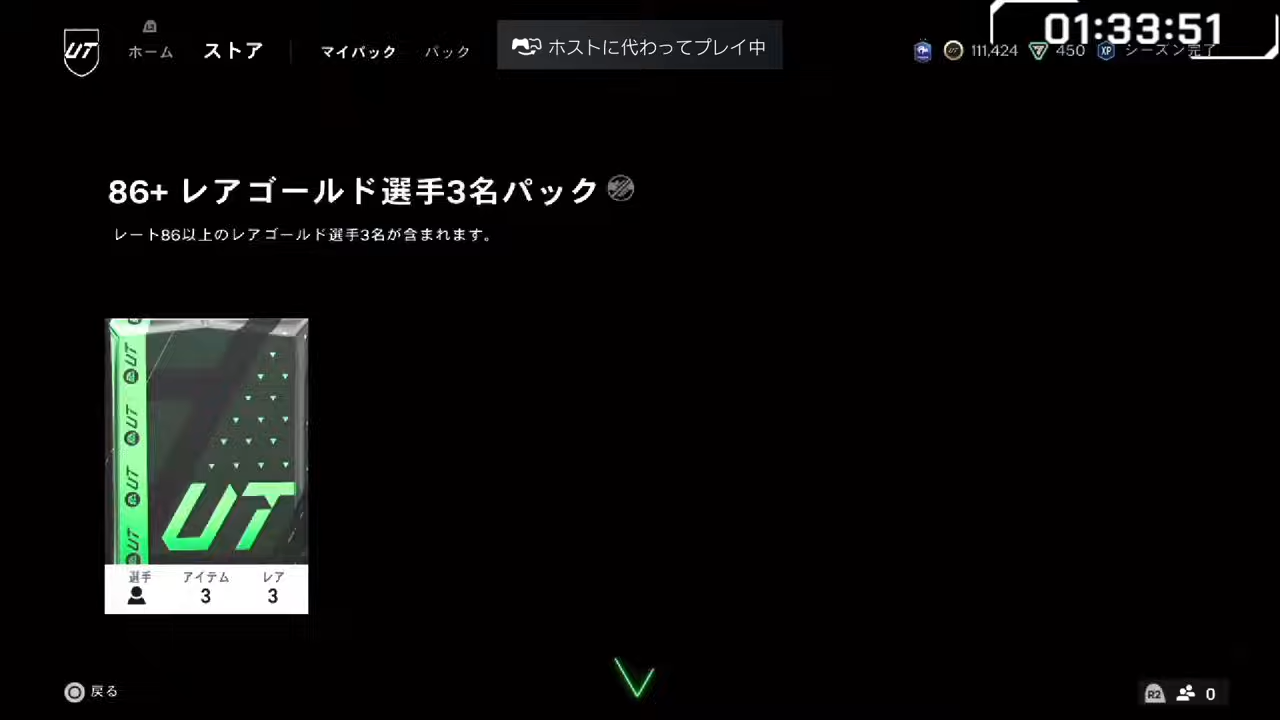 01:33:51
UT
ホーム
ストア
マイパック
パック
ホストに代わってプレイ中
111,424
450
XP
シーズン完了
86+ レアゴールド選手3名パック
レート86以上のレアゴールド選手3名が含まれます。
UT
UT
UT
UT
UT
選手 アイテム レア
3 3
戻る
R2
0